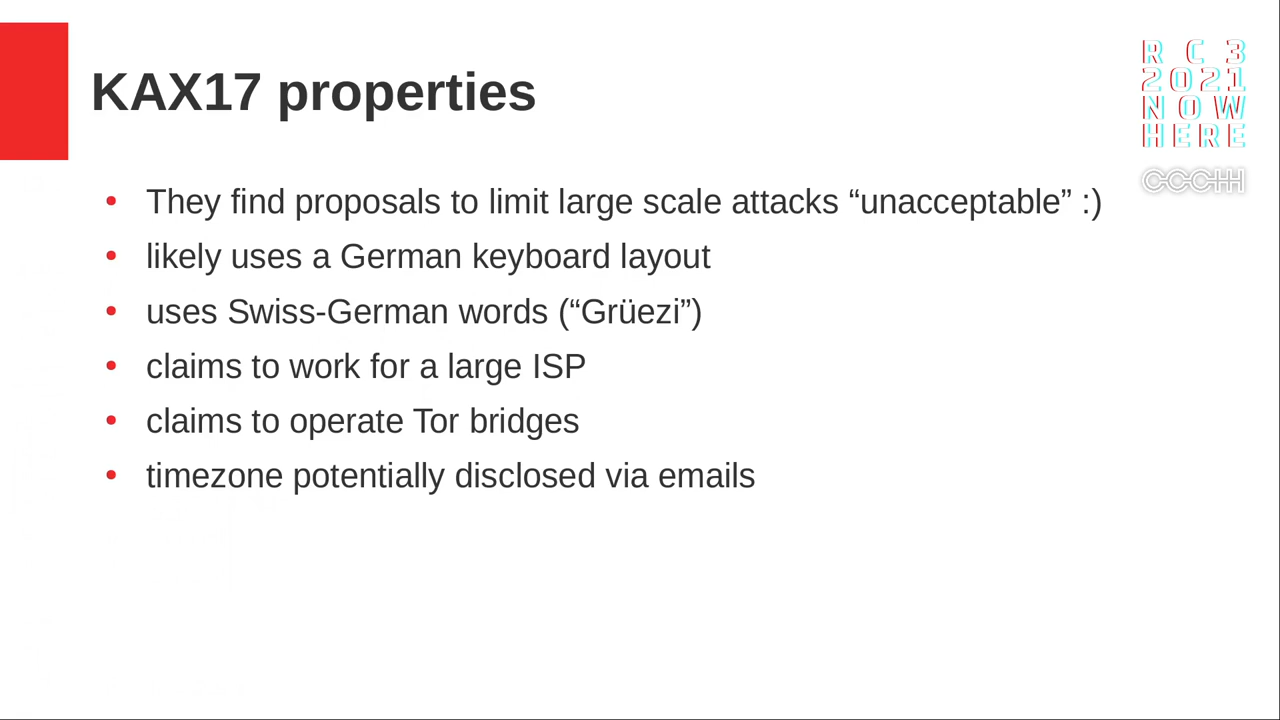 KAX17 properties
R C 3
2021
NOW
HERE
CCCHH
• They find proposals to limit large scale attacks “unacceptable” :)
• likely uses a German keyboard layout
• uses Swiss-German words (“Grüezi”)
• claims to work for a large ISP
• claims to operate Tor bridges
• timezone potentially disclosed via emails